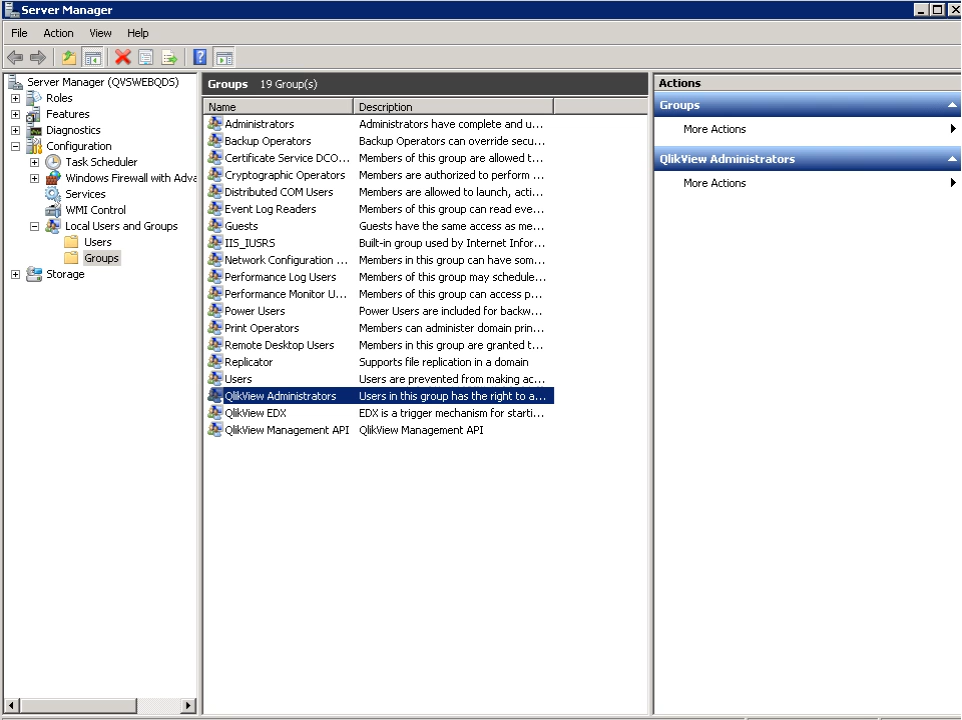 Server Manager
File Action View Help
Server Manager (QVSWEBQDS)
Roles
Features
Diagnostics
Configuration
Task Scheduler
Windows Firewall with Adva
Services
WMI Control
Local Users and Groups
Users
Groups
Storage
Groups 19 Group(s)
Name Description
Administrators Administrators have complete and u...
Backup Operators Backup Operators can override secu...
Certificate Service DCO... Members of this group are allowed t...
Cryptographic Operators Members are authorized to perform ...
Distributed COM Users Members are allowed to launch, acti...
Event Log Readers Members of this group can read eve...
Guests Guests have the same access as me...
IIS_IUSRS Built-in group used by Internet Infor...
Network Configuration ... Members in this group can have som...
Performance Log Users Members of this group may schedule...
Performance Monitor U... Members of this group can access p...
Power Users Power Users are included for backw...
Print Operators Members can administer domain prin...
Remote Desktop Users Members in this group are granted t...
Replicator Supports file replication in a domain
Users Users are prevented from making ac...
QlikView Administrators Users in this group has the right to a...
QlikView EDX EDX is a trigger mechanism for starti...
QlikView Management API QlikView Management API
Actions
Groups
More Actions
QlikView Administrators
More Actions